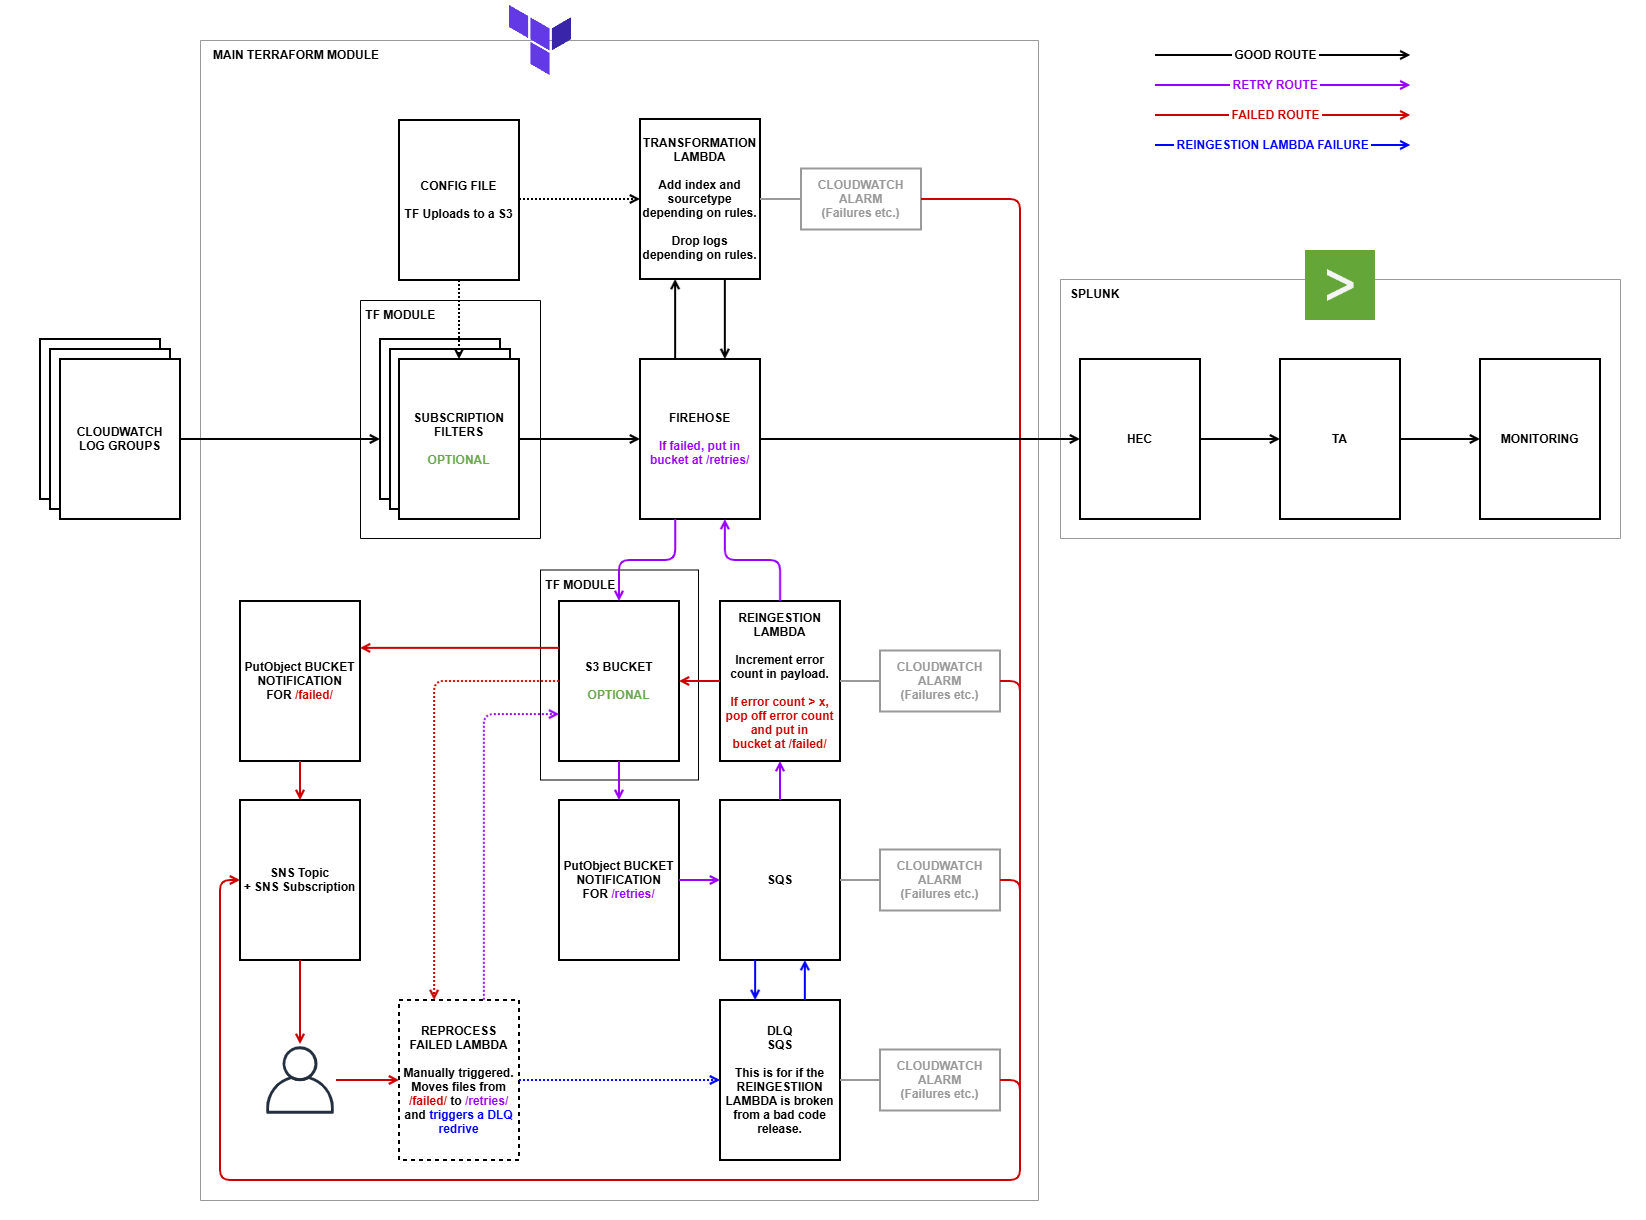 MAIN TERRAFORM MODULE
GOOD ROUTE
RETRY ROUTE
FAILED ROUTE
REINGESTION LAMBDA FAILURE
CONFIG FILE
TF Uploads to a S3
TRANSFORMATION
LAMBDA
Add index and
sourcetype
depending on rules.
Drop logs
depending on rules.
CLOUDWATCH
ALARM
(Failures etc.)
TF MODULE
SPLUNK
>
CLOUDWATCH
LOG GROUPS
SUBSCRIPTION
FILTERS
OPTIONAL
FIREHOSE
If failed, put in
bucket at /retries/
HEC
TA
MONITORING
TF MODULE
PutObject BUCKET
NOTIFICATION
FOR /failed/
S3 BUCKET
OPTIONAL
REINGESTION
LAMBDA
Increment error
count in payload.
If error count > x,
pop off error count
and put in
bucket at /failed/
CLOUDWATCH
ALARM
(Failures etc.)
SNS Topic
+ SNS Subscription
PutObject BUCKET
NOTIFICATION
FOR /retries/
SQS
CLOUDWATCH
ALARM
(Failures etc.)
REPROCESS
FAILED LAMBDA
Manually triggered.
Moves files from
/failed/ to /retries/
and triggers a DLQ
redrive
DLQ
SQS
This is for if the
REINGESTIION
LAMBDA is broken
from a bad code
release.
CLOUDWATCH
ALARM
(Failures etc.)